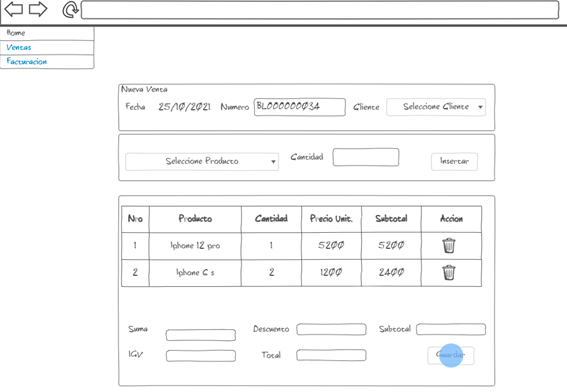 Home
Ventas
Facturacion
Nueva Venta
Fecha 25/10/2021 Numero BL000000034 Cliente Seleccione Cliente
Seleccione Producto Cantidad Insertar
Nro Producto Cantidad Precio Unit. Subtotal Accion
1 Iphone 12 pro 1 5200 5200
2 Iphone C s 2 1200 2400
Suma Descuento Subtotal
IGV Total Guardar